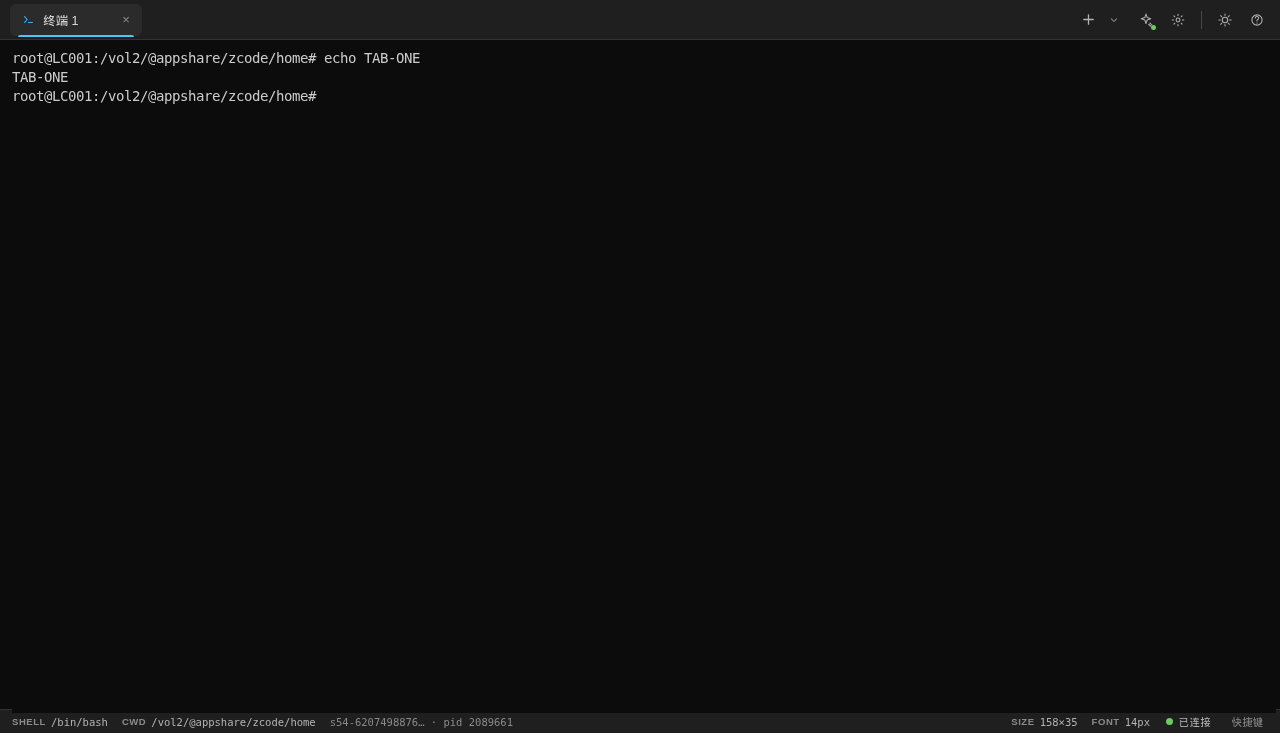 终端 1 ×
root@LC001:/vol2/@appshare/zcode/home# echo TAB-ONE
TAB-ONE
root@LC001:/vol2/@appshare/zcode/home#
SHELL /bin/bash CWD /vol2/@appshare/zcode/home s54-6207498876… · pid 2089661 SIZE 158×35 FONT 14px 已连接 快捷键